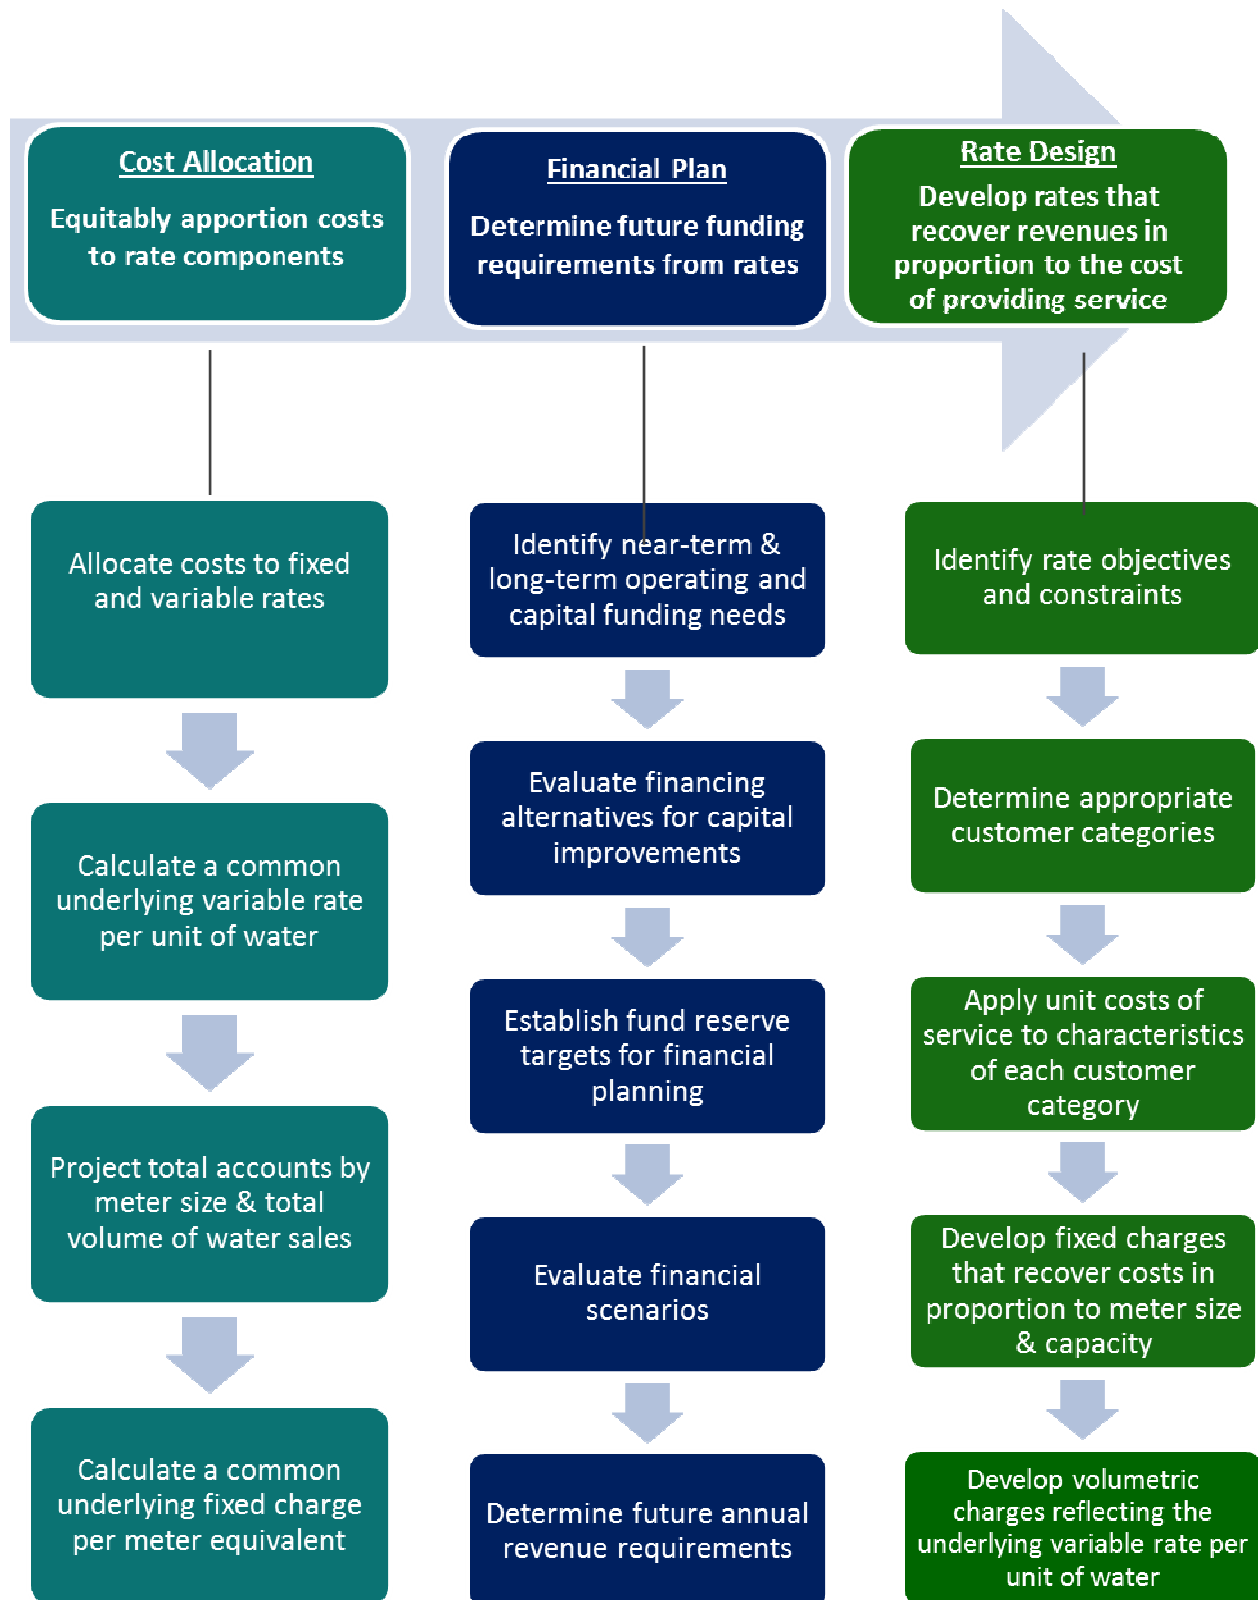 Cost Allocation
Equitably apportion costs
to rate components
Financial Plan
Determine future funding
requirements from rates
Rate Design
Develop rates that
recover revenues in
proportion to the cost
of providing service
Allocate costs to fixed
and variable rates
Calculate a common
underlying variable rate
per unit of water
Project total accounts by
meter size & total
volume of water sales
Calculate a common
underlying fixed charge
per meter equivalent
Identify near-term &
long-term operating and
capital funding needs
Evaluate financing
alternatives for capital
improvements
Establish fund reserve
targets for financial
planning
Evaluate financial
scenarios
Determine future annual
revenue requirements
Identify rate objectives
and constraints
Determine appropriate
customer categories
Apply unit costs of
service to characteristics
of each customer
category
Develop fixed charges
that recover costs in
proportion to meter size
& capacity
Develop volumetric
charges reflecting the
underlying variable rate per
unit of water